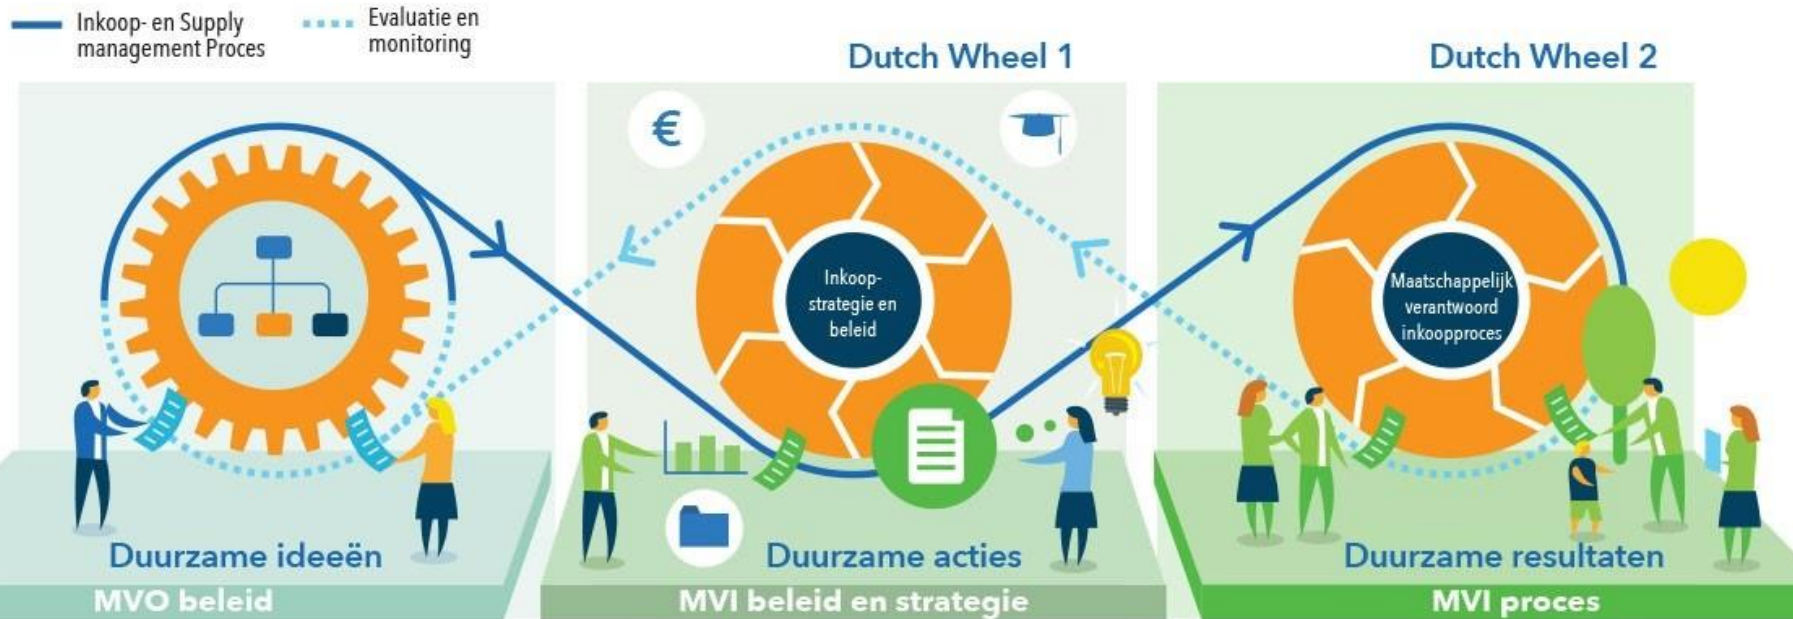 Inkoop- en Supply
management Proces
Evaluatie en
monitoring
Dutch Wheel 1
Dutch Wheel 2
€
Inkoop-
strategie en
beleid
Maatschappelijk
verantwoord
inkoopproces
Duurzame ideeën
Duurzame acties
Duurzame resultaten
MVO beleid
MVI beleid en strategie
MVI proces